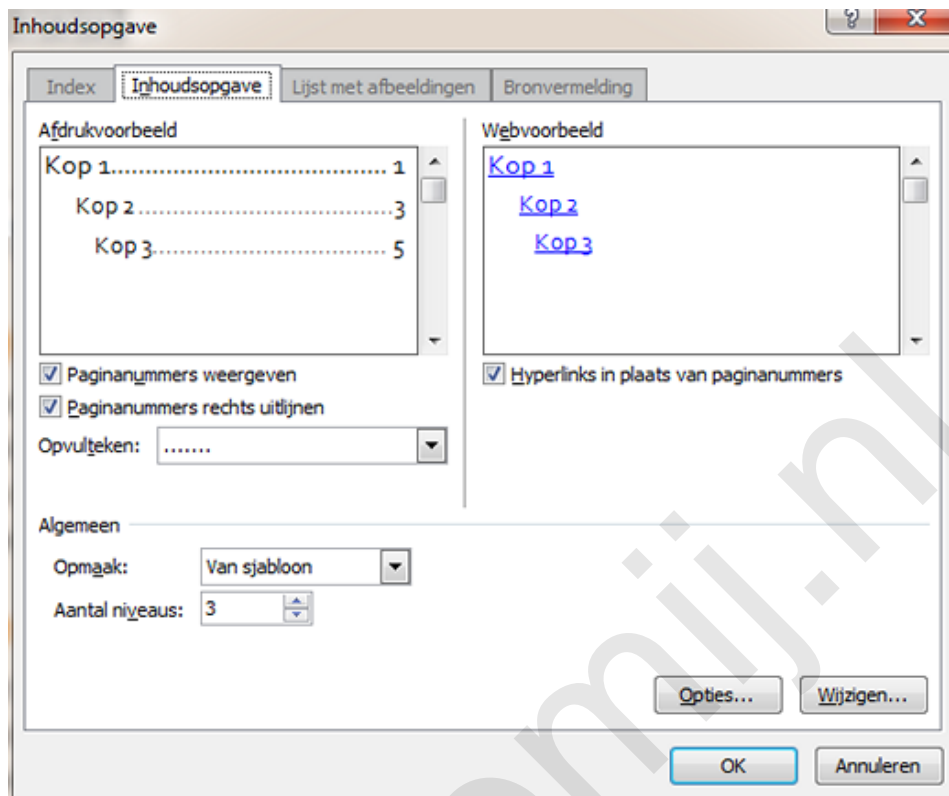 Inhoudsopgave
Index Inhoudsopgave Lijst met afbeeldingen Bronvermelding
Afdrukvoorbeeld
Kop 1........................................ 1
Kop 2......................................3
Kop 3................................... 5
Webvoorbeeld
Kop 1
Kop 2
Kop 3
Paginanummers weergeven
Paginanummers rechts uitlijnen
Opvulteken: .......
Hyperlinks in plaats van paginanummers
Algemeen
Opmaak: Van sjabloon
Aantal niveaus: 3
Opties... Wijzigen...
OK Annuleren
omij.nl